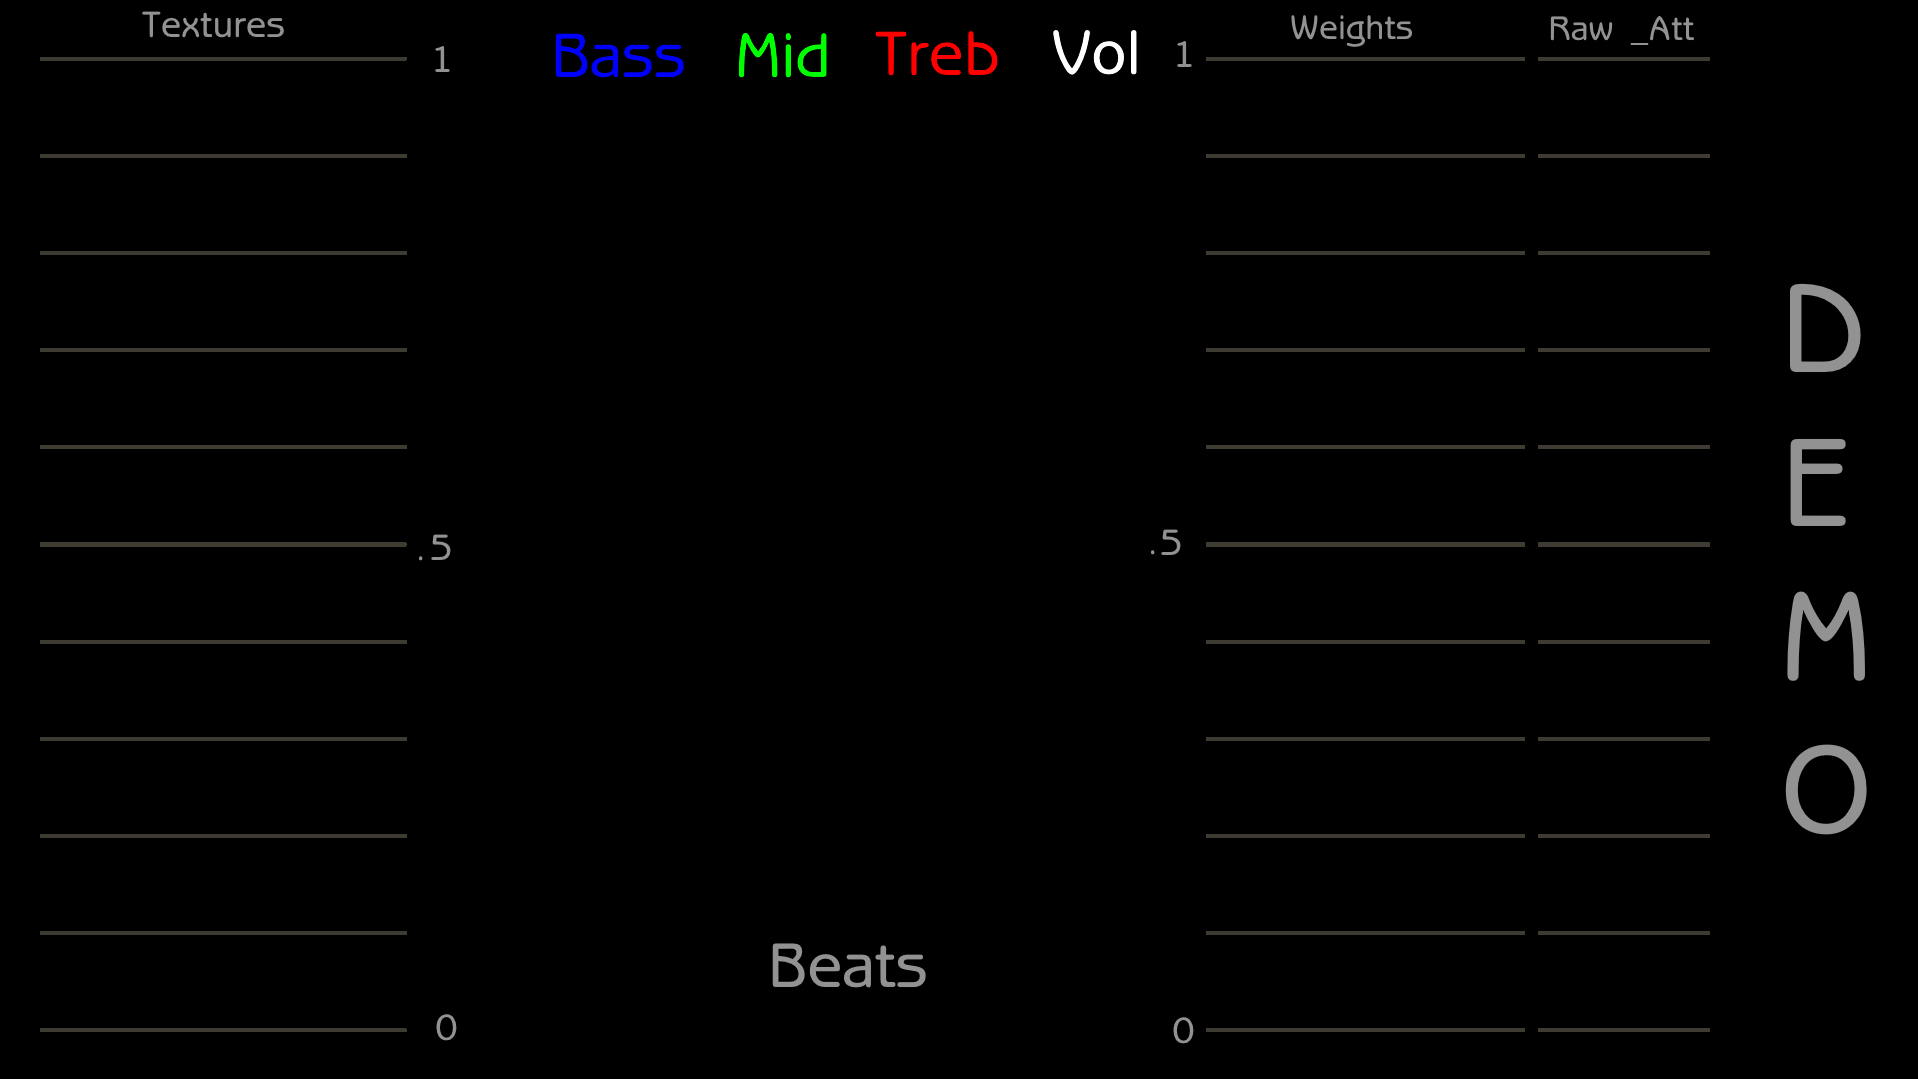 Textures
1
Bass Mid Treb Vol
1
Weights
Raw _Att
.5
.5
Beats
0
0
D
E
M
O